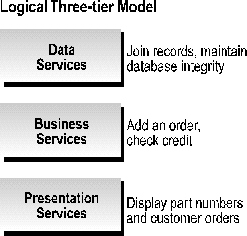 Logical Three-tier Model
Data
Services
Join records, maintain
database integrity
Business
Services
Add an order,
check credit
Presentation
Services
Display part numbers
and customer orders